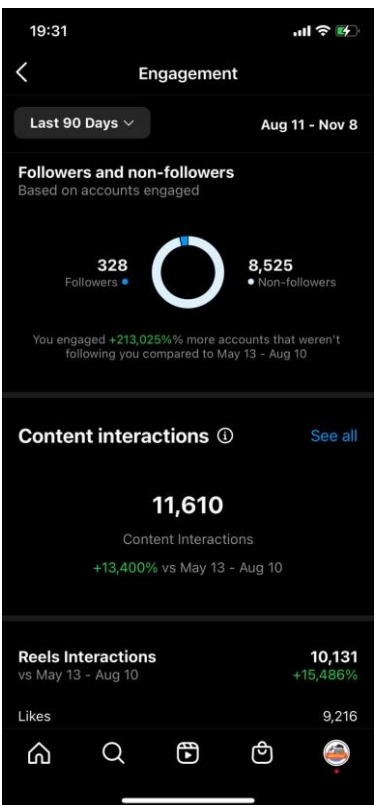 19:31
Engagement
Last 90 Days
Aug 11 - Nov 8
Followers and non-followers
Based on accounts engaged
328
Followers
8,525
Non-followers
You engaged +213,025%% more accounts that weren't
following you compared to May 13 - Aug 10
Content interactions
See all
11,610
Content Interactions
+13,400% vs May 13 - Aug 10
Reels Interactions
10,131
vs May 13 - Aug 10
+15,486%
Likes
9,216